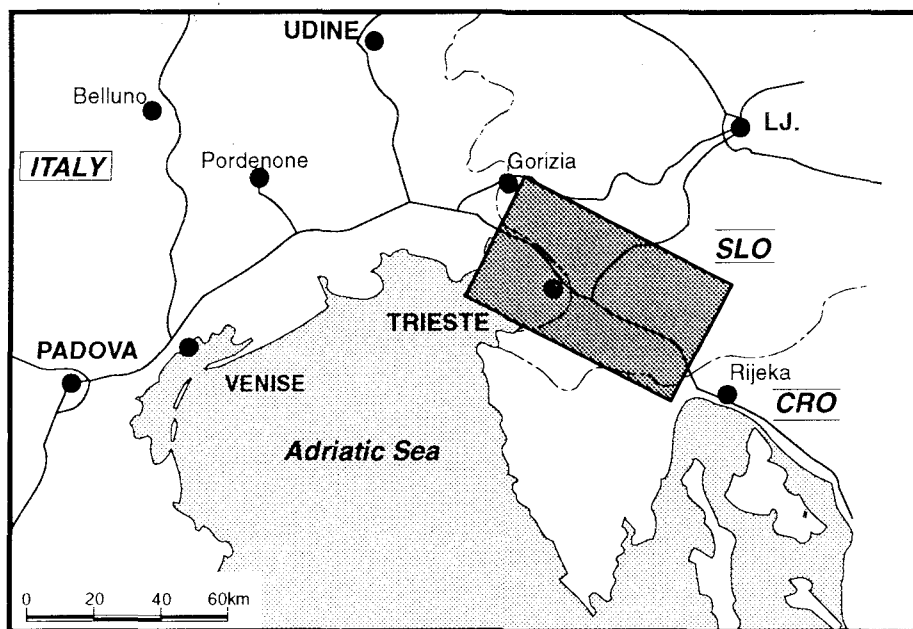 UDINE
Belluno
LJ.
ITALY
Pordenone
Gorizia
SLO
TRIESTE
PADOVA
VENISE
Rijeka
CRO
Adriatic Sea
0 20 40 60km